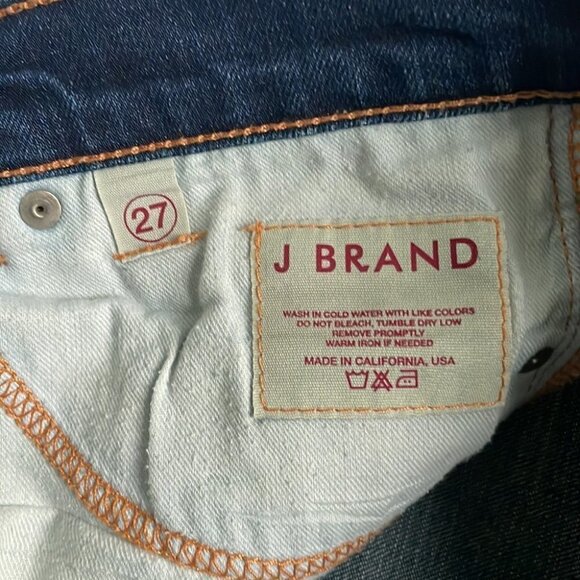 27
J BRAND
WASH IN COLD WATER WITH LIKE COLORS
DO NOT BLEACH, TUMBLE DRY LOW
REMOVE PROMPTLY
WARM IRON IF NEEDED
MADE IN CALIFORNIA, USA